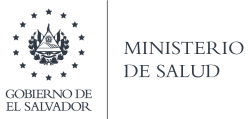 GOBIERNO DE
EL SALVADOR
MINISTERIO
DE SALUD